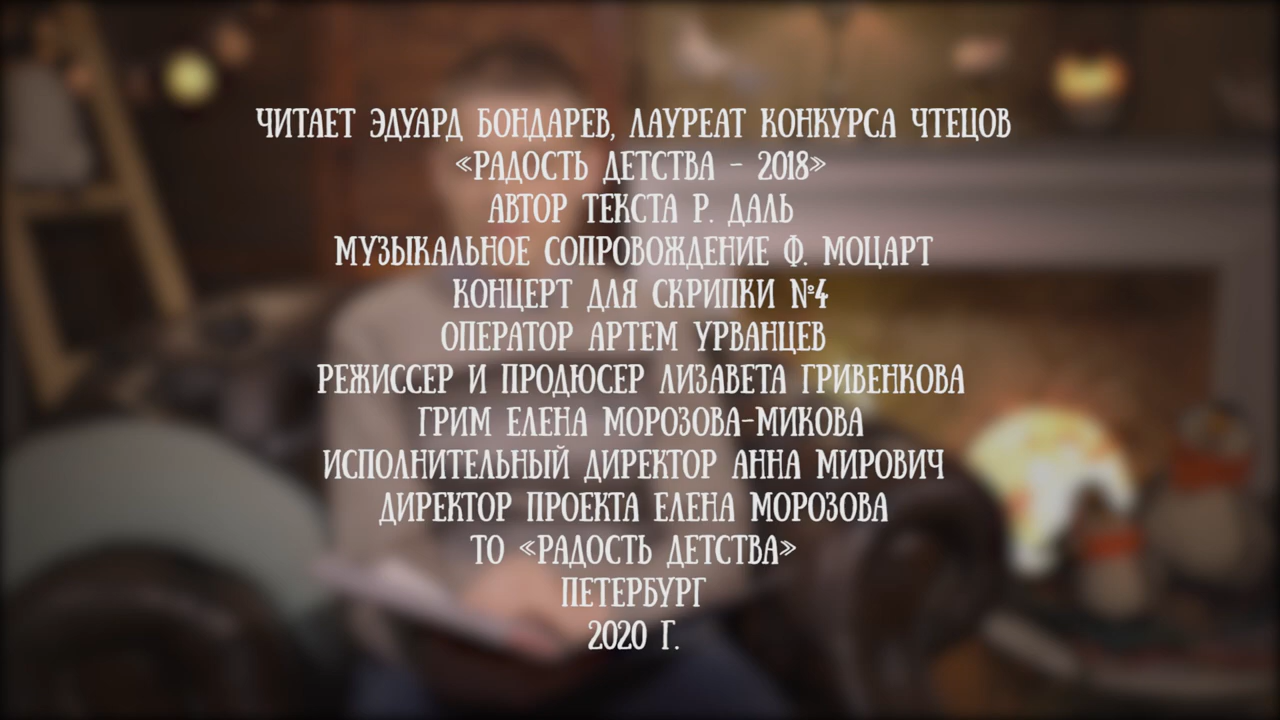 ЧИТАЕТ ЭДУАРД БОНДАРЕВ, ЛАУРЕАТ КОНКУРСА ЧТЕЦОВ
«РАДОСТЬ ДЕТСТВА - 2018»
АВТОР ТЕКСТА Р. ДАЛЬ
МУЗЫКАЛЬНОЕ СОПРОВОЖДЕНИЕ Ф. МОЦАРТ
КОНЦЕРТ ДЛЯ СКРИПКИ №4
ОПЕРАТОР АРТЕМ УРВАНЦЕВ
РЕЖИССЕР И ПРОДЮСЕР ЛИЗАВЕТА ГРИВЕНКОВА
ГРИМ ЕЛЕНА МОРОЗОВА-МИКОВА
ИСПОЛНИТЕЛЬНЫЙ ДИРЕКТОР АННА МИРОВИЧ
ДИРЕКТОР ПРОЕКТА ЕЛЕНА МОРОЗОВА
ТО «РАДОСТЬ ДЕТСТВА»
ПЕТЕРБУРГ
2020 Г.